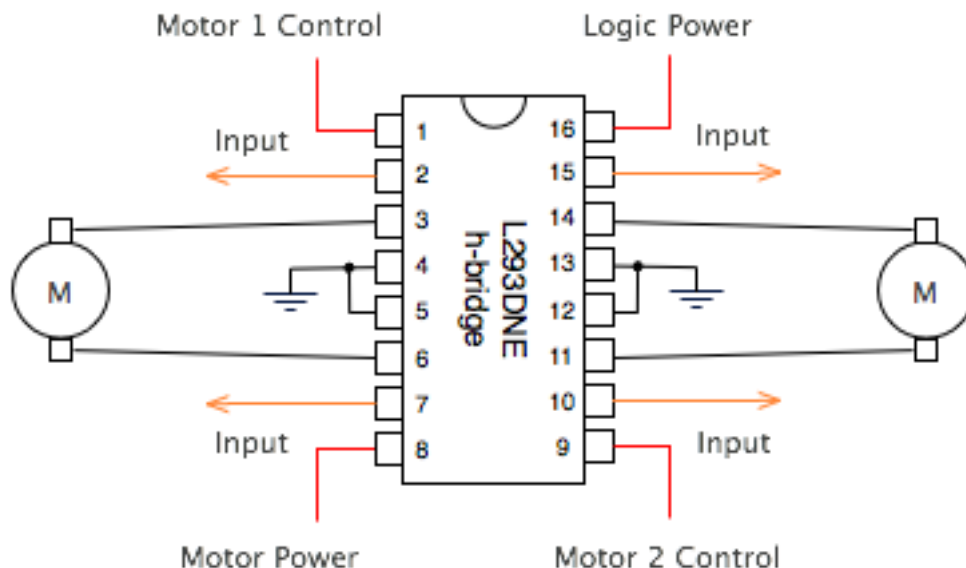 Motor 1 Control
Logic Power
1
16
Input
Input
2
15
3
14
4
13
5
12
6
11
7
10
8
9
M
M
L293DNE
h-bridge
Input
Input
Motor Power
Motor 2 Control